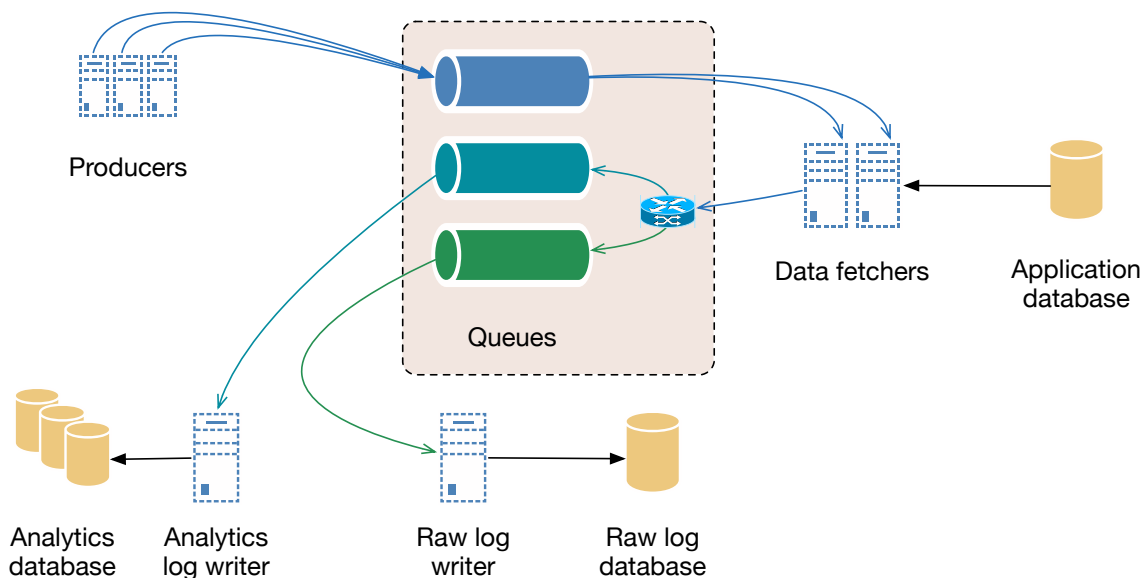 Producers
Queues
Data fetchers
Application
database
Analytics
database
Analytics
log writer
Raw log
writer
Raw log
database